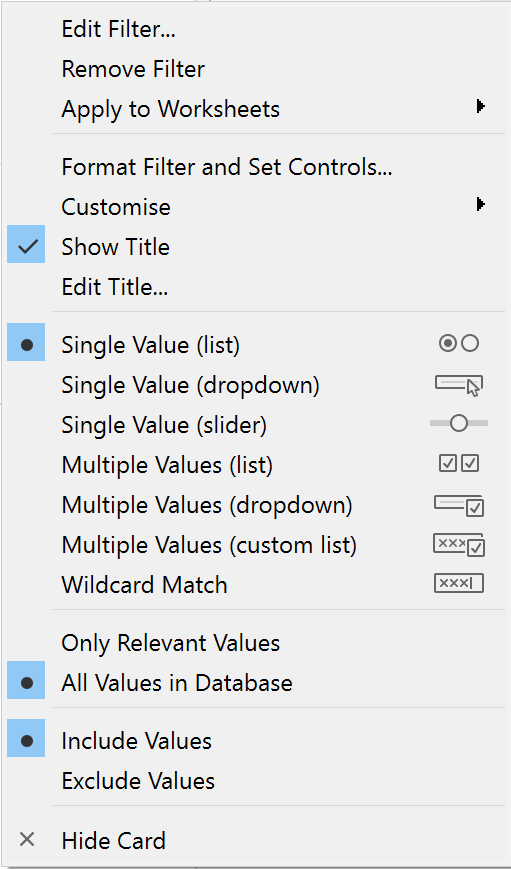 Edit Filter...
Remove Filter
Apply to Worksheets
Format Filter and Set Controls...
Customise
Show Title
Edit Title...
Single Value (list)
Single Value (dropdown)
Single Value (slider)
Multiple Values (list)
Multiple Values (dropdown)
Multiple Values (custom list) xxx
Wildcard Match xxx
Only Relevant Values
All Values in Database
Include Values
Exclude Values
Hide Card